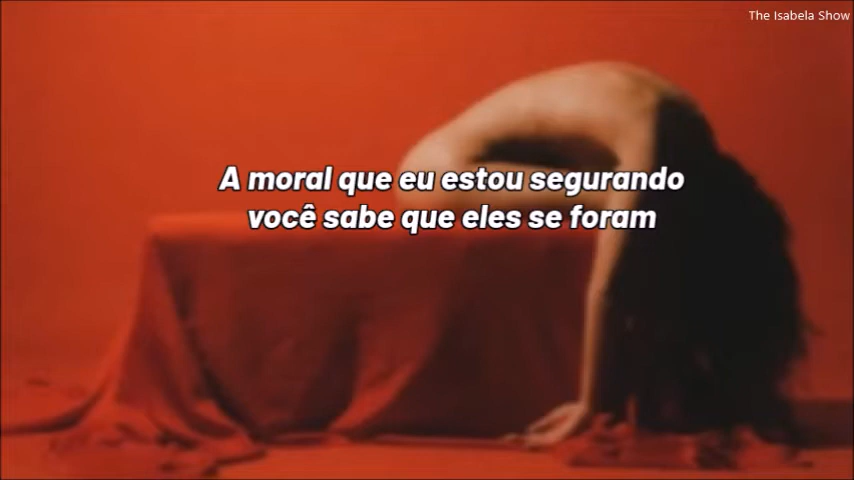 The Isabela Show
A moral que eu estou segurando
você sabe que eles se foram